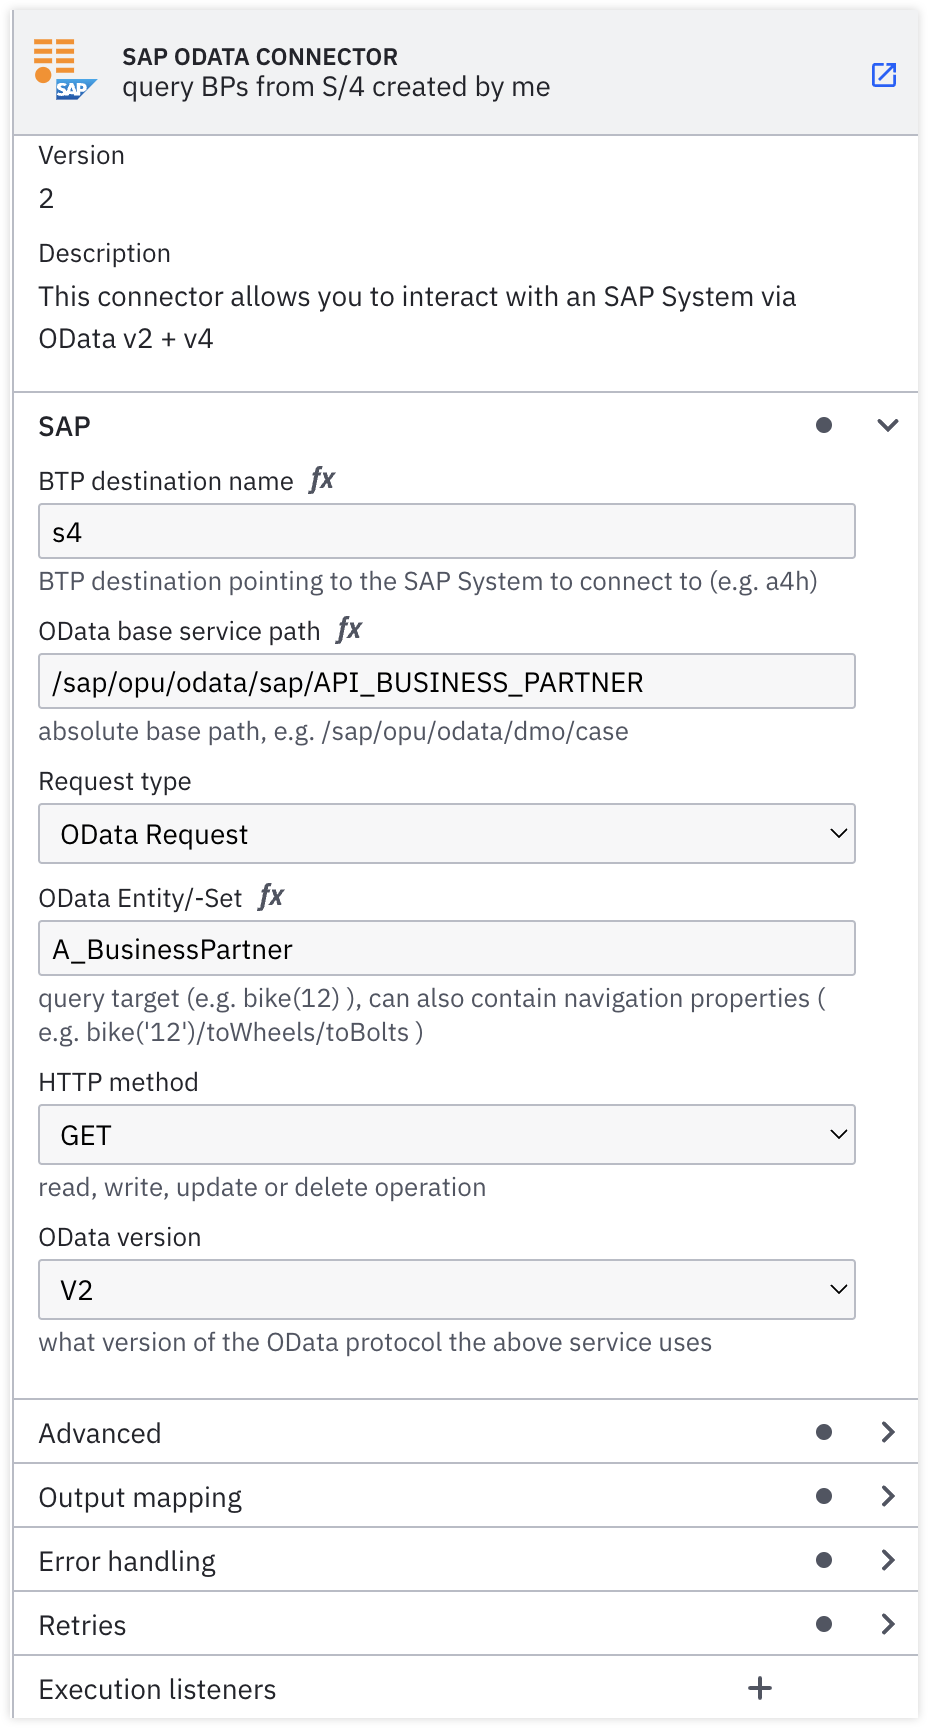 SAP
SAP ODATA CONNECTOR
query BPs from S/4 created by me
Version
2
Description
This connector allows you to interact with an SAP System via
OData v2 + v4
SAP
BTP destination name fx
s4
BTP destination pointing to the SAP System to connect to (e.g. a4h)
OData base service path fx
/sap/opu/odata/sap/API_BUSINESS_PARTNER
absolute base path, e.g. /sap/opu/odata/dmo/case
Request type
OData Request
OData Entity/-Set fx
A_BusinessPartner
query target (e.g. bike(12) ), can also contain navigation properties (
e.g. bike('12')/toWheels/toBolts )
HTTP method
GET
read, write, update or delete operation
OData version
V2
what version of the OData protocol the above service uses
Advanced
Output mapping
Error handling
Retries
Execution listeners